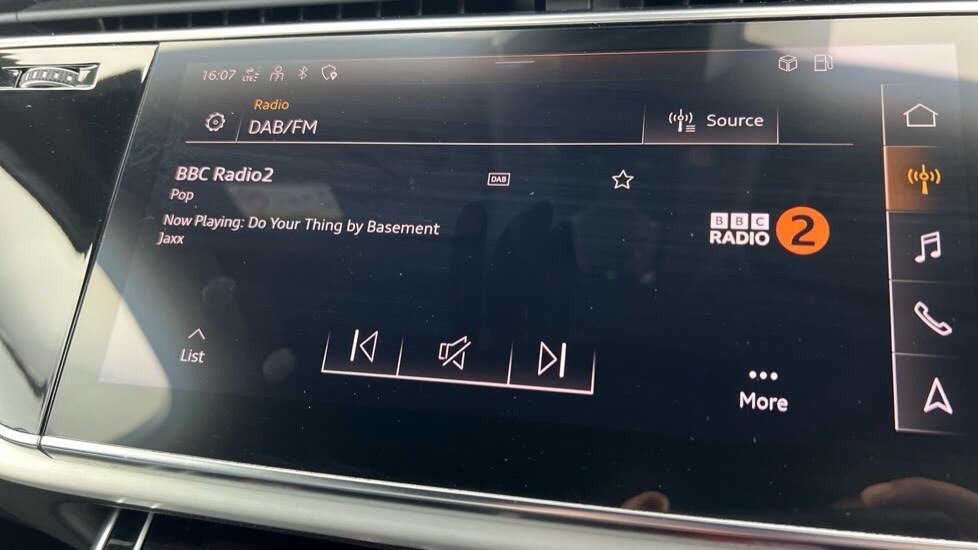 16:07 LTE
Radio
DAB/FM
Source
BBC Radio2
DAB
Pop
Now Playing: Do Your Thing by Basement
Jaxx
BBC
RADIO 2
List
More